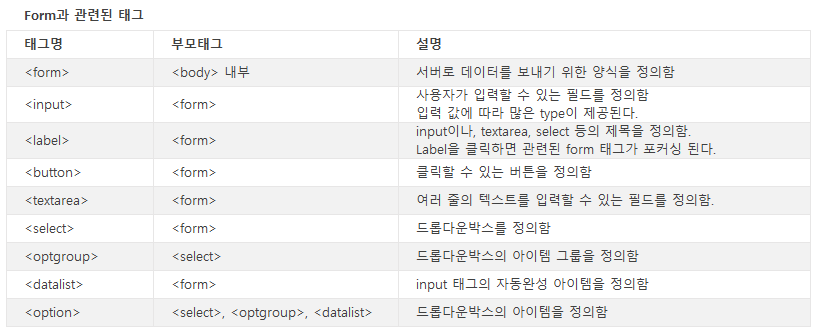 Form과 관련된 태그
태그명 부모태그 설명
<form> <body> 내부 서버로 데이터를 보내기 위한 양식을 정의함
<input> <form> 사용자가 입력할 수 있는 필드를 정의함
입력 값에 따라 많은 type이 제공된다.
<label> <form> input이나, textarea, select 등의 제목을 정의함.
Label을 클릭하면 관련된 form 태그가 포커싱 된다.
<button> <form> 클릭할 수 있는 버튼을 정의함
<textarea> <form> 여러 줄의 텍스트를 입력할 수 있는 필드를 정의함.
<select> <form> 드롭다운박스를 정의함
<optgroup> <select> 드롭다운박스의 아이템 그룹을 정의함
<datalist> <form> input 태그의 자동완성 아이템을 정의함
<option> <select>, <optgroup>, <datalist> 드롭다운박스의 아이템을 정의함